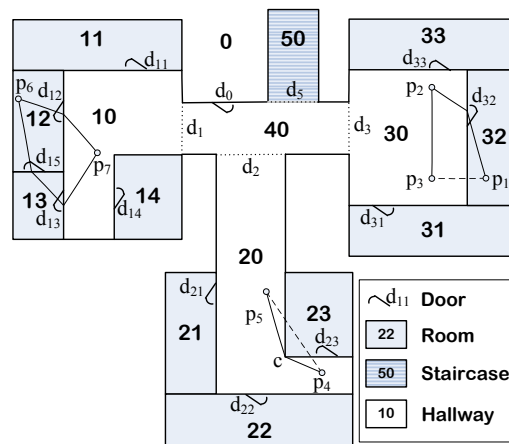 11
0
50
33
d11
d33
p6
d12
p2
d32
12
10
d0
d5
d1
40
d3
30
32
d15
p7
d2
p3
p1
13
d13
14
d14
d31
31
20
d21
p5
23
d23
21
c
p4
d22
22
d11 Door
22 Room
50 Staircase
10 Hallway